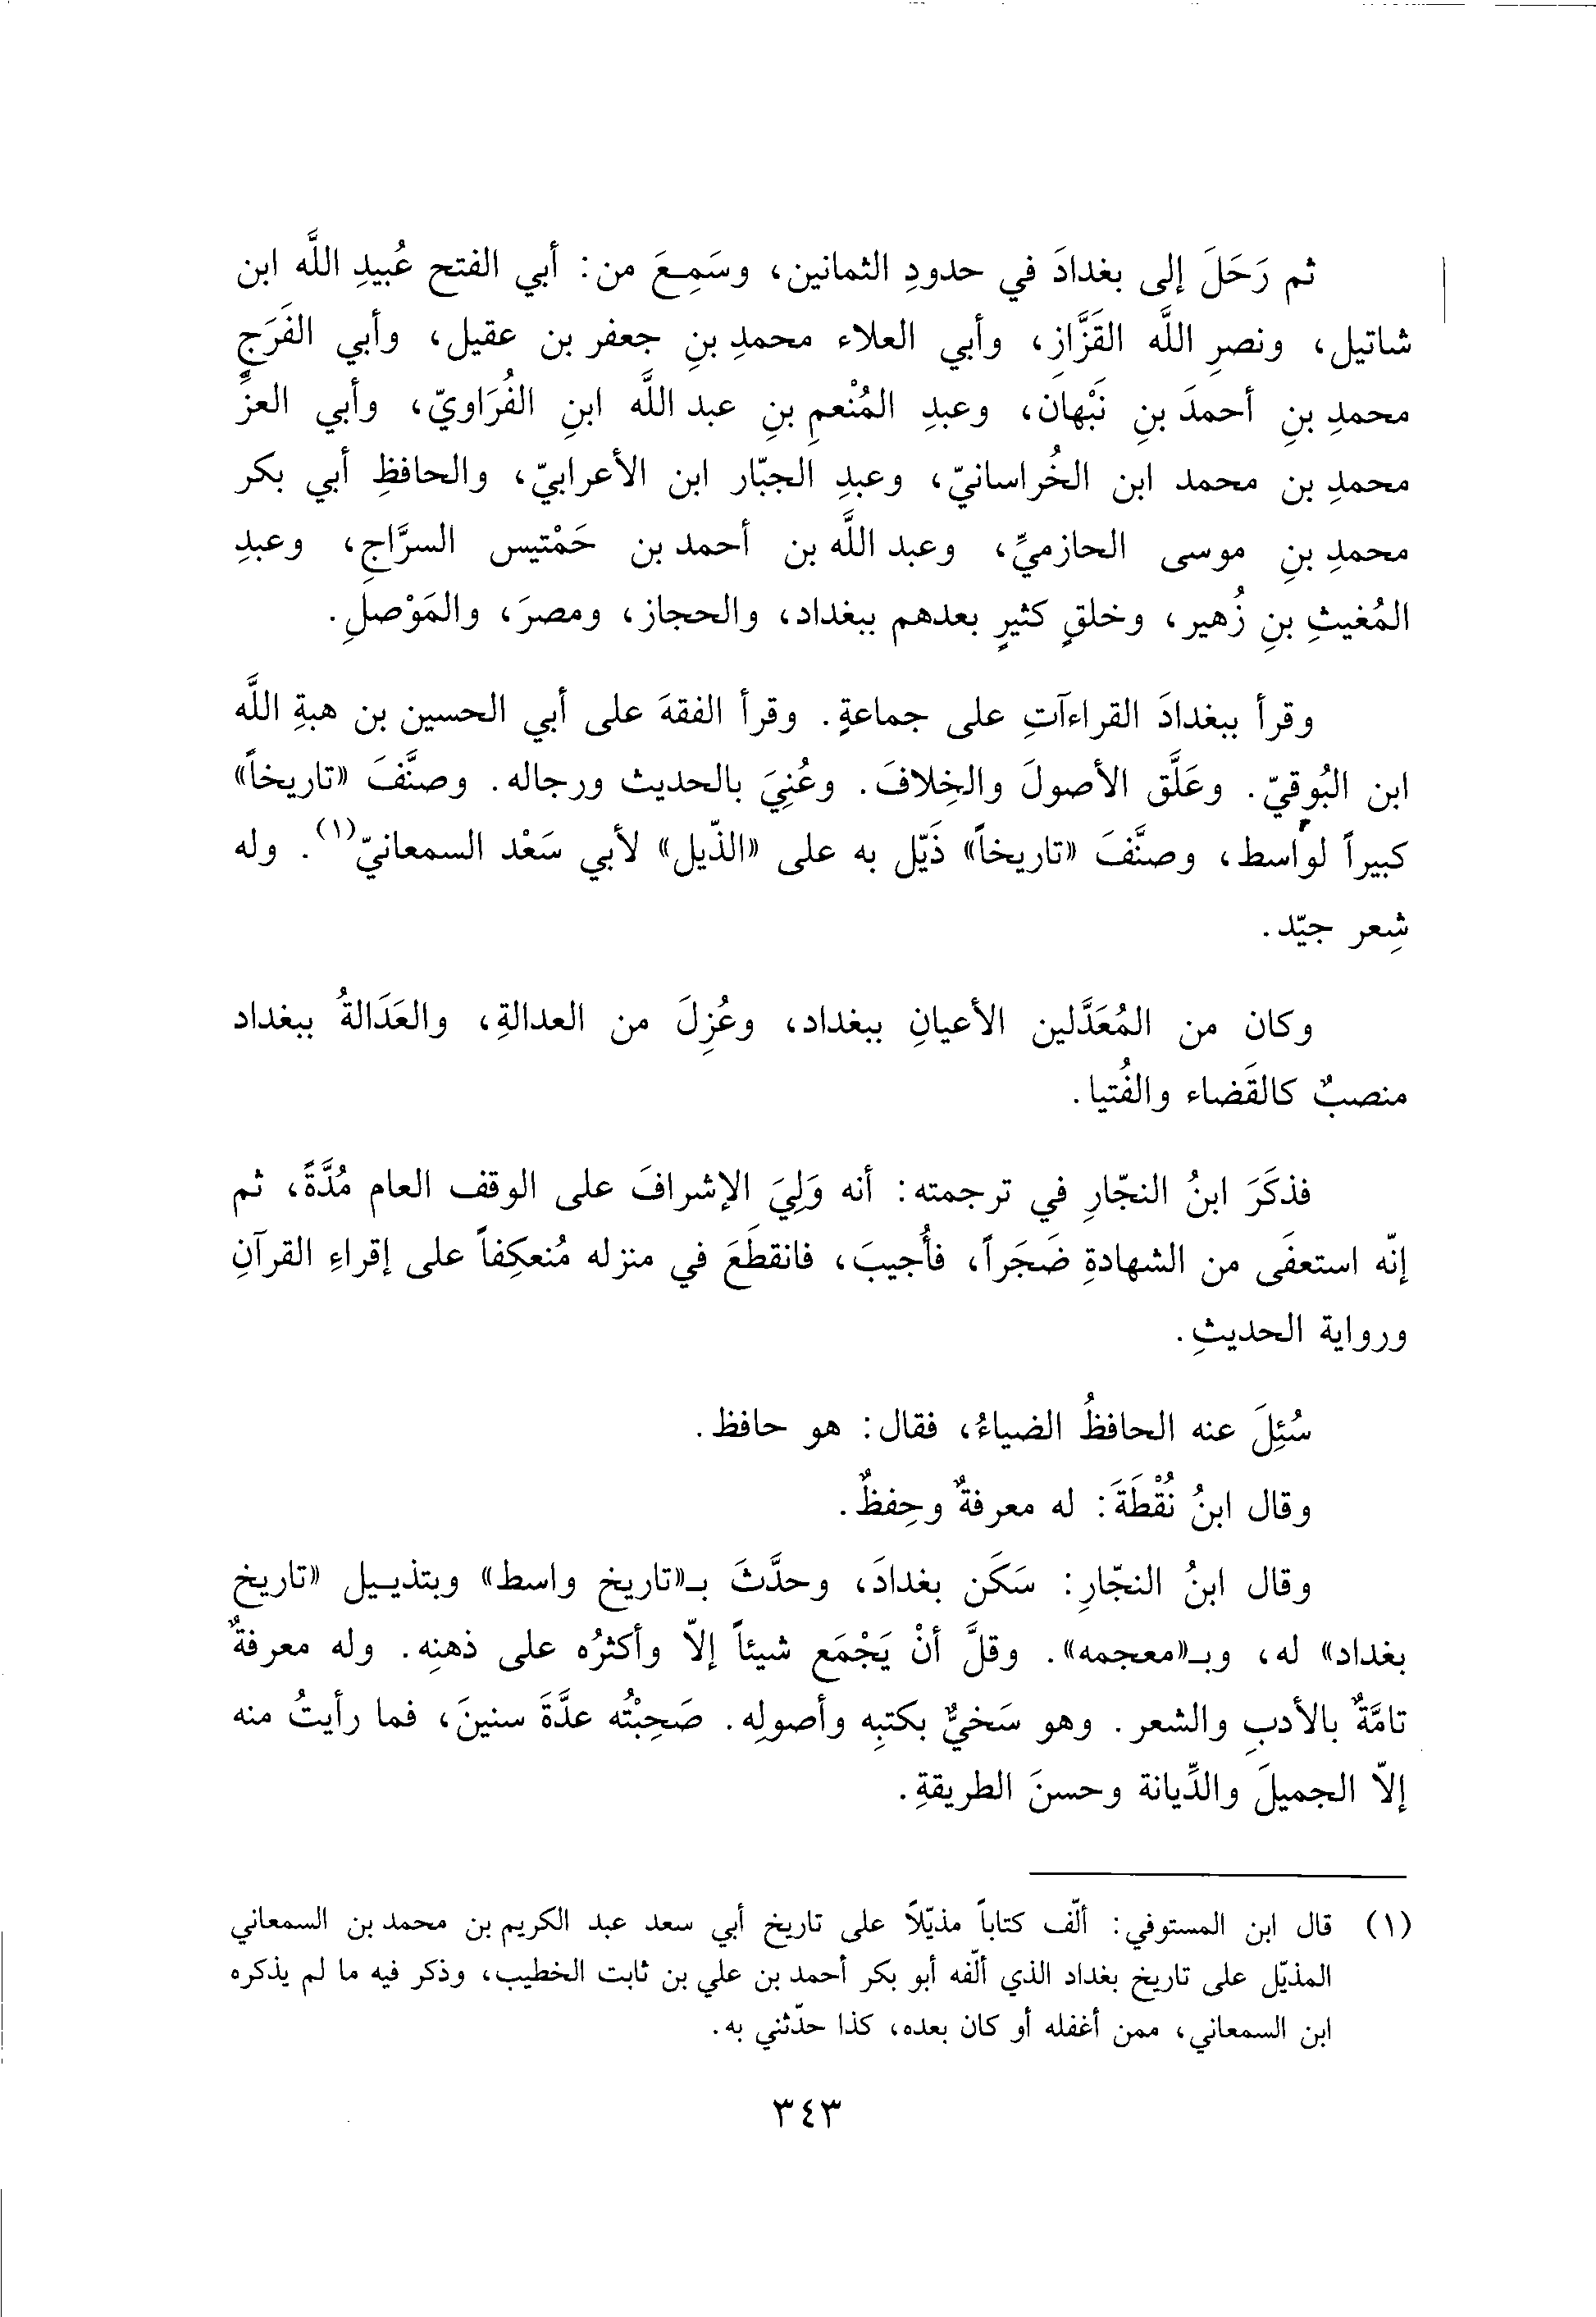 ثم رَحَلَ إلى بغدادَ في حدودِ الثمانين، وسَمِعَ من: أبي الفتح عُبيدِ اللَّه ابن
شاتيل، ونصرِ اللَّه القَزَّازِ، وأبي العلاء محمدِ بنِ جعفر بن عقيل، وأبي الفَرَجِ
محمدِ بنِ أحمدَ بنِ نَبْهان، وعبدِ المُنْعمِ بنِ عبد اللَّه ابنِ الفُرَاويّ، وأبي العزِّ
محمدِ بن محمد ابن الخُراسانيّ، وعبدِ الجبّار ابن الأعرابيّ، والحافظِ أبي بكر
محمدِ بنِ موسى الحازميِّ، وعبد اللَّه بن أحمد بن حَمْتيس السرَّاجِ، وعبدِ
المُغيثِ بنِ زُهير، وخلقٍ كثيرٍ بعدهم ببغداد، والحجاز، ومصرَ، والمَوْصلِ.
وقرأ ببغدادَ القراءآتِ على جماعةٍ. وقرأ الفقهَ على أبي الحسين بن هبةِ اللَّه
ابن البُوقيّ. وعَلَّق الأصولَ والخِلافَ. وعُنِيَ بالحديث ورجاله. وصنَّفَ «تاريخاً»
كبيراً لواسط، وصنَّفَ «تاريخاً» ذَيّل به على «الذّيل» لأبي سَعْد السمعانيّ(١). وله
شِعر جيّد.
وكان من المُعَدَّلين الأعيانِ ببغداد، وعُزِلَ من العدالةِ، والعَدَالةُ ببغداد
منصبٌ كالقَضاء والفُتيا.
فذكَرَ ابنُ النجّارِ في ترجمته: أنه وَلِيَ الإشرافَ على الوقف العام مُدَّةً، ثم
إنّه استعفَى من الشهادةِ ضَجَراً، فأُجيبَ، فانقطَعَ في منزله مُنعكِفاً على إقراءِ القرآنِ
ورواية الحديثِ.
سُئِلَ عنه الحافظُ الضياءُ، فقال: هو حافظ.
وقال ابنُ نُقْطَةَ: له معرفةٌ وحِفظٌ.
وقال ابنُ النجّارِ: سَكَن بغدادَ، وحدَّثَ بـ«تاريخ واسط» وبتذييل «تاريخ
بغداد» له، وبـ«معجمه». وقلَّ أنْ يَجْمَع شيئاً إلاّ وأكثرُه على ذهنِه. وله معرفةٌ
تامَّةٌ بالأدبِ والشعر. وهو سَخيٌّ بكتبِه وأصولِه. صَحِبْتُه عدَّةَ سنينَ، فما رأيتُ منه
إلاّ الجميلَ والدِّيانة وحسنَ الطريقةِ.
(١) قال ابن المستوفي: ألّف كتاباً مذيّلاً على تاريخ أبي سعد عبد الكريم بن محمد بن السمعاني
المذيّل على تاريخ بغداد الذي ألّفه أبو بكر أحمد بن علي بن ثابت الخطيب، وذكر فيه ما لم يذكره
ابن السمعاني، ممن أغفله أو كان بعده، كذا حدّثني به.
٣٤٣